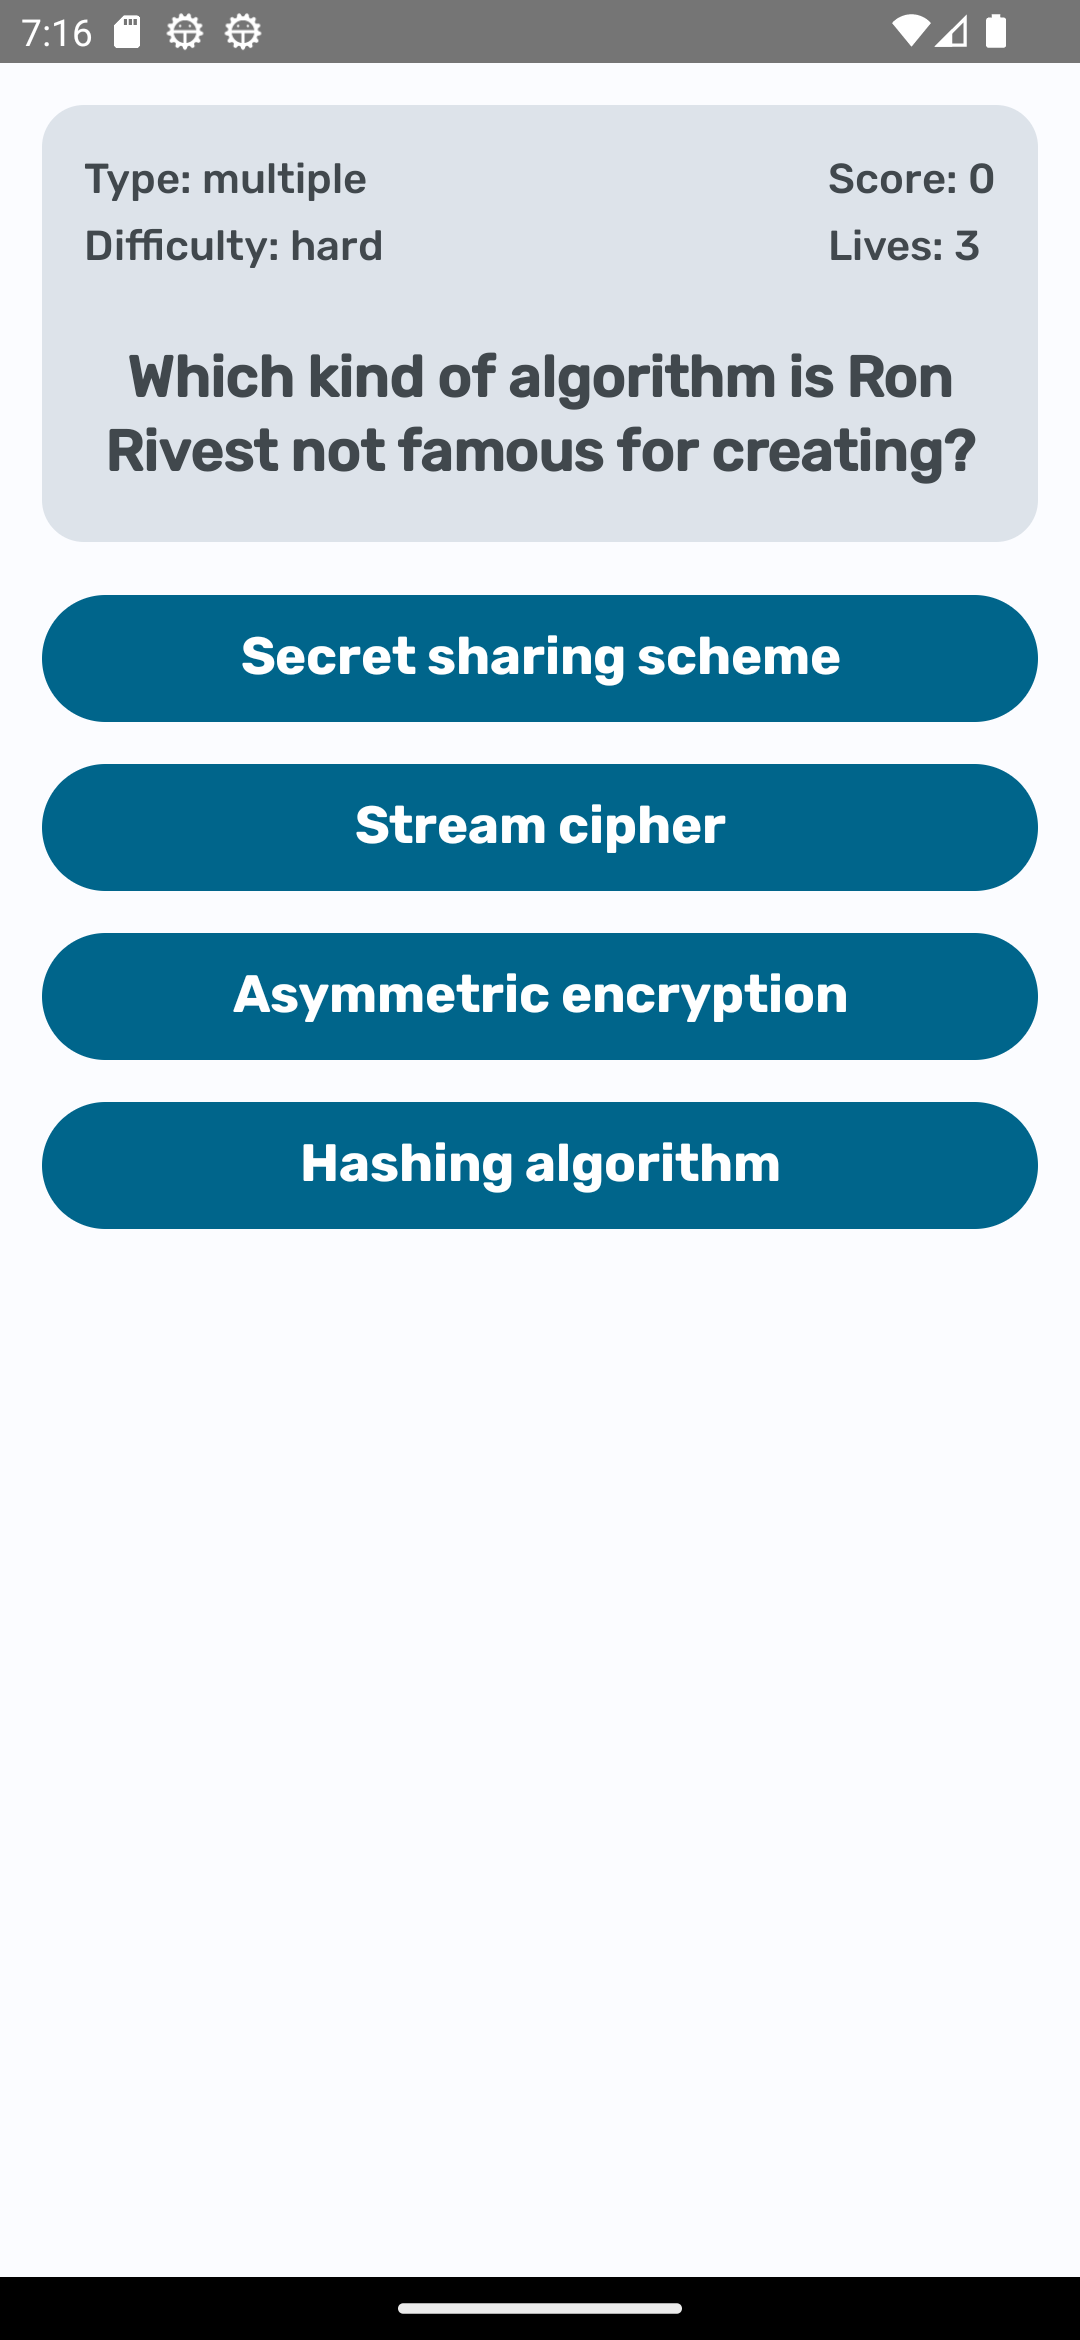 7:16
Type: multiple
Score: 0
Difficulty: hard
Lives: 3
Which kind of algorithm is Ron
Rivest not famous for creating?
Secret sharing scheme
Stream cipher
Asymmetric encryption
Hashing algorithm